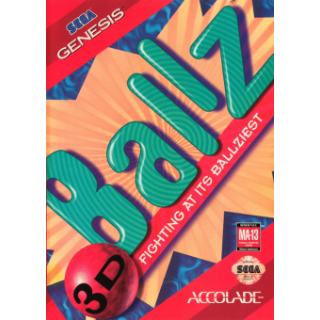 SEGA
GENESIS
Ballz
3D
FIGHTING AT ITS BALLZIEST
MA-13
SEGA
ACCOLADE